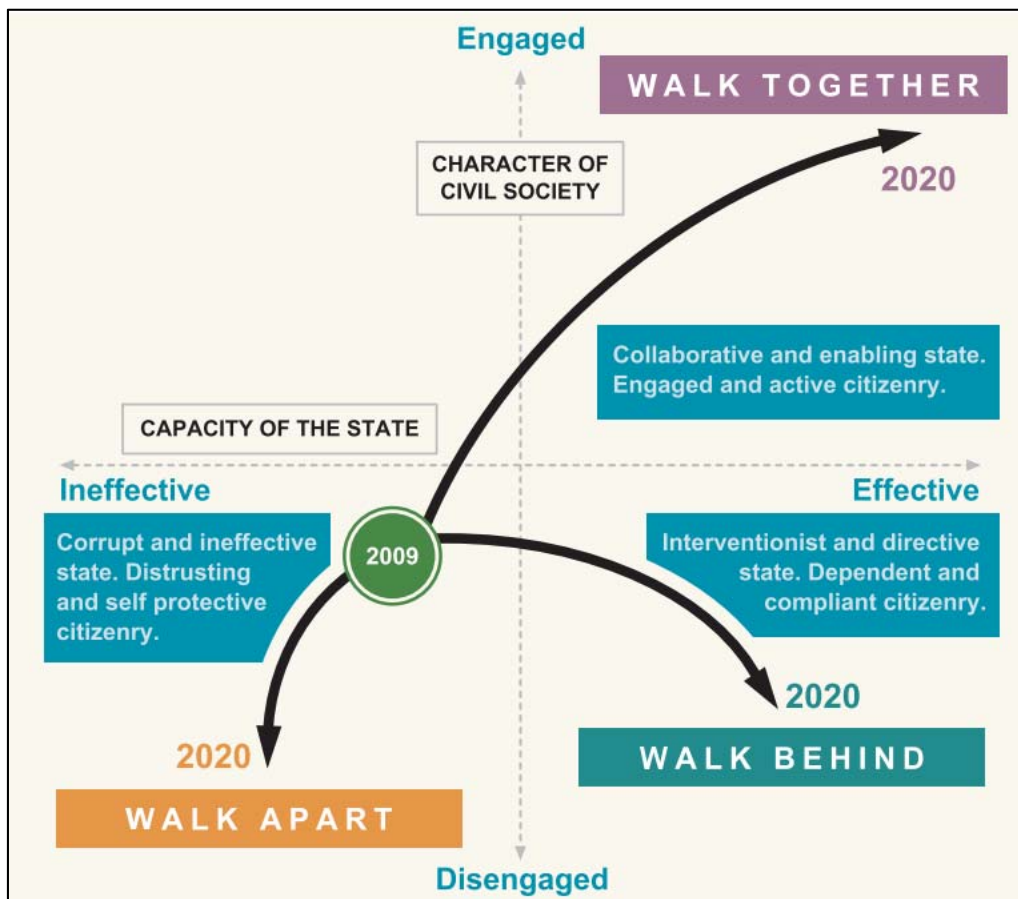 Engaged
WALK TOGETHER
CHARACTER OF
CIVIL SOCIETY
2020
Collaborative and enabling state.
Engaged and active citizenry.
CAPACITY OF THE STATE
Ineffective
Effective
Corrupt and ineffective
state. Distrusting
and self protective
citizenry.
2009
Interventionist and directive
state. Dependent and
compliant citizenry.
2020
WALK BEHIND
2020
WALK APART
Disengaged